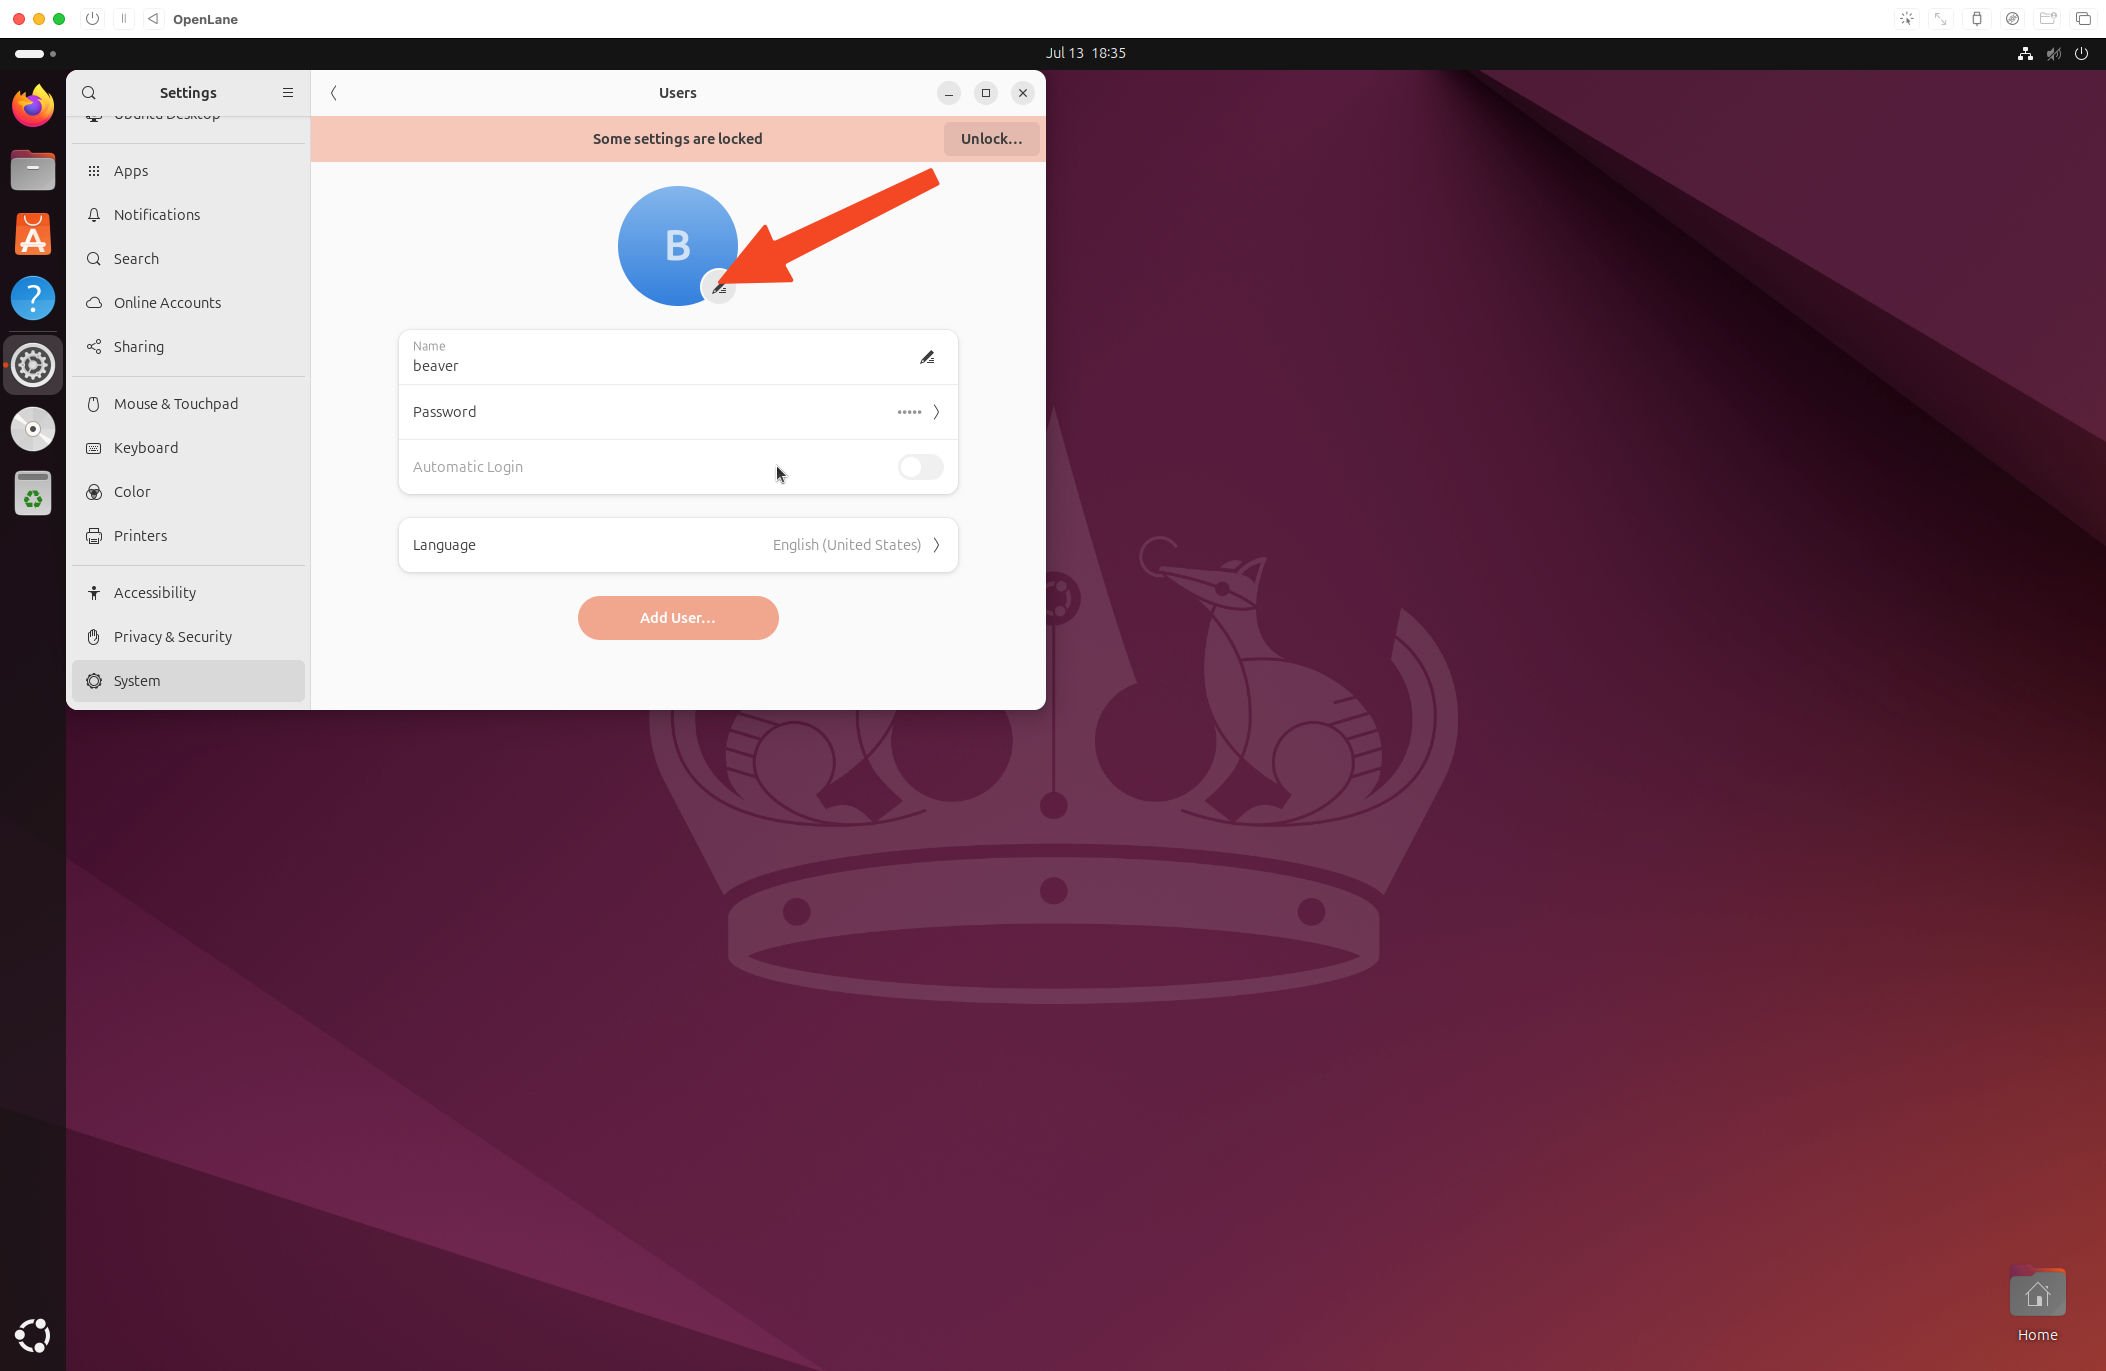 OpenLane
Jul 13 18:35
Settings
Users
Ubuntu Desktop
Some settings are locked
Unlock...
Apps
Notifications
Search
Online Accounts
Sharing
Mouse & Touchpad
Keyboard
Color
Printers
Accessibility
Privacy & Security
System
B
Name
beaver
Password
•••••
Automatic Login
Language
English (United States)
Add User...
Home